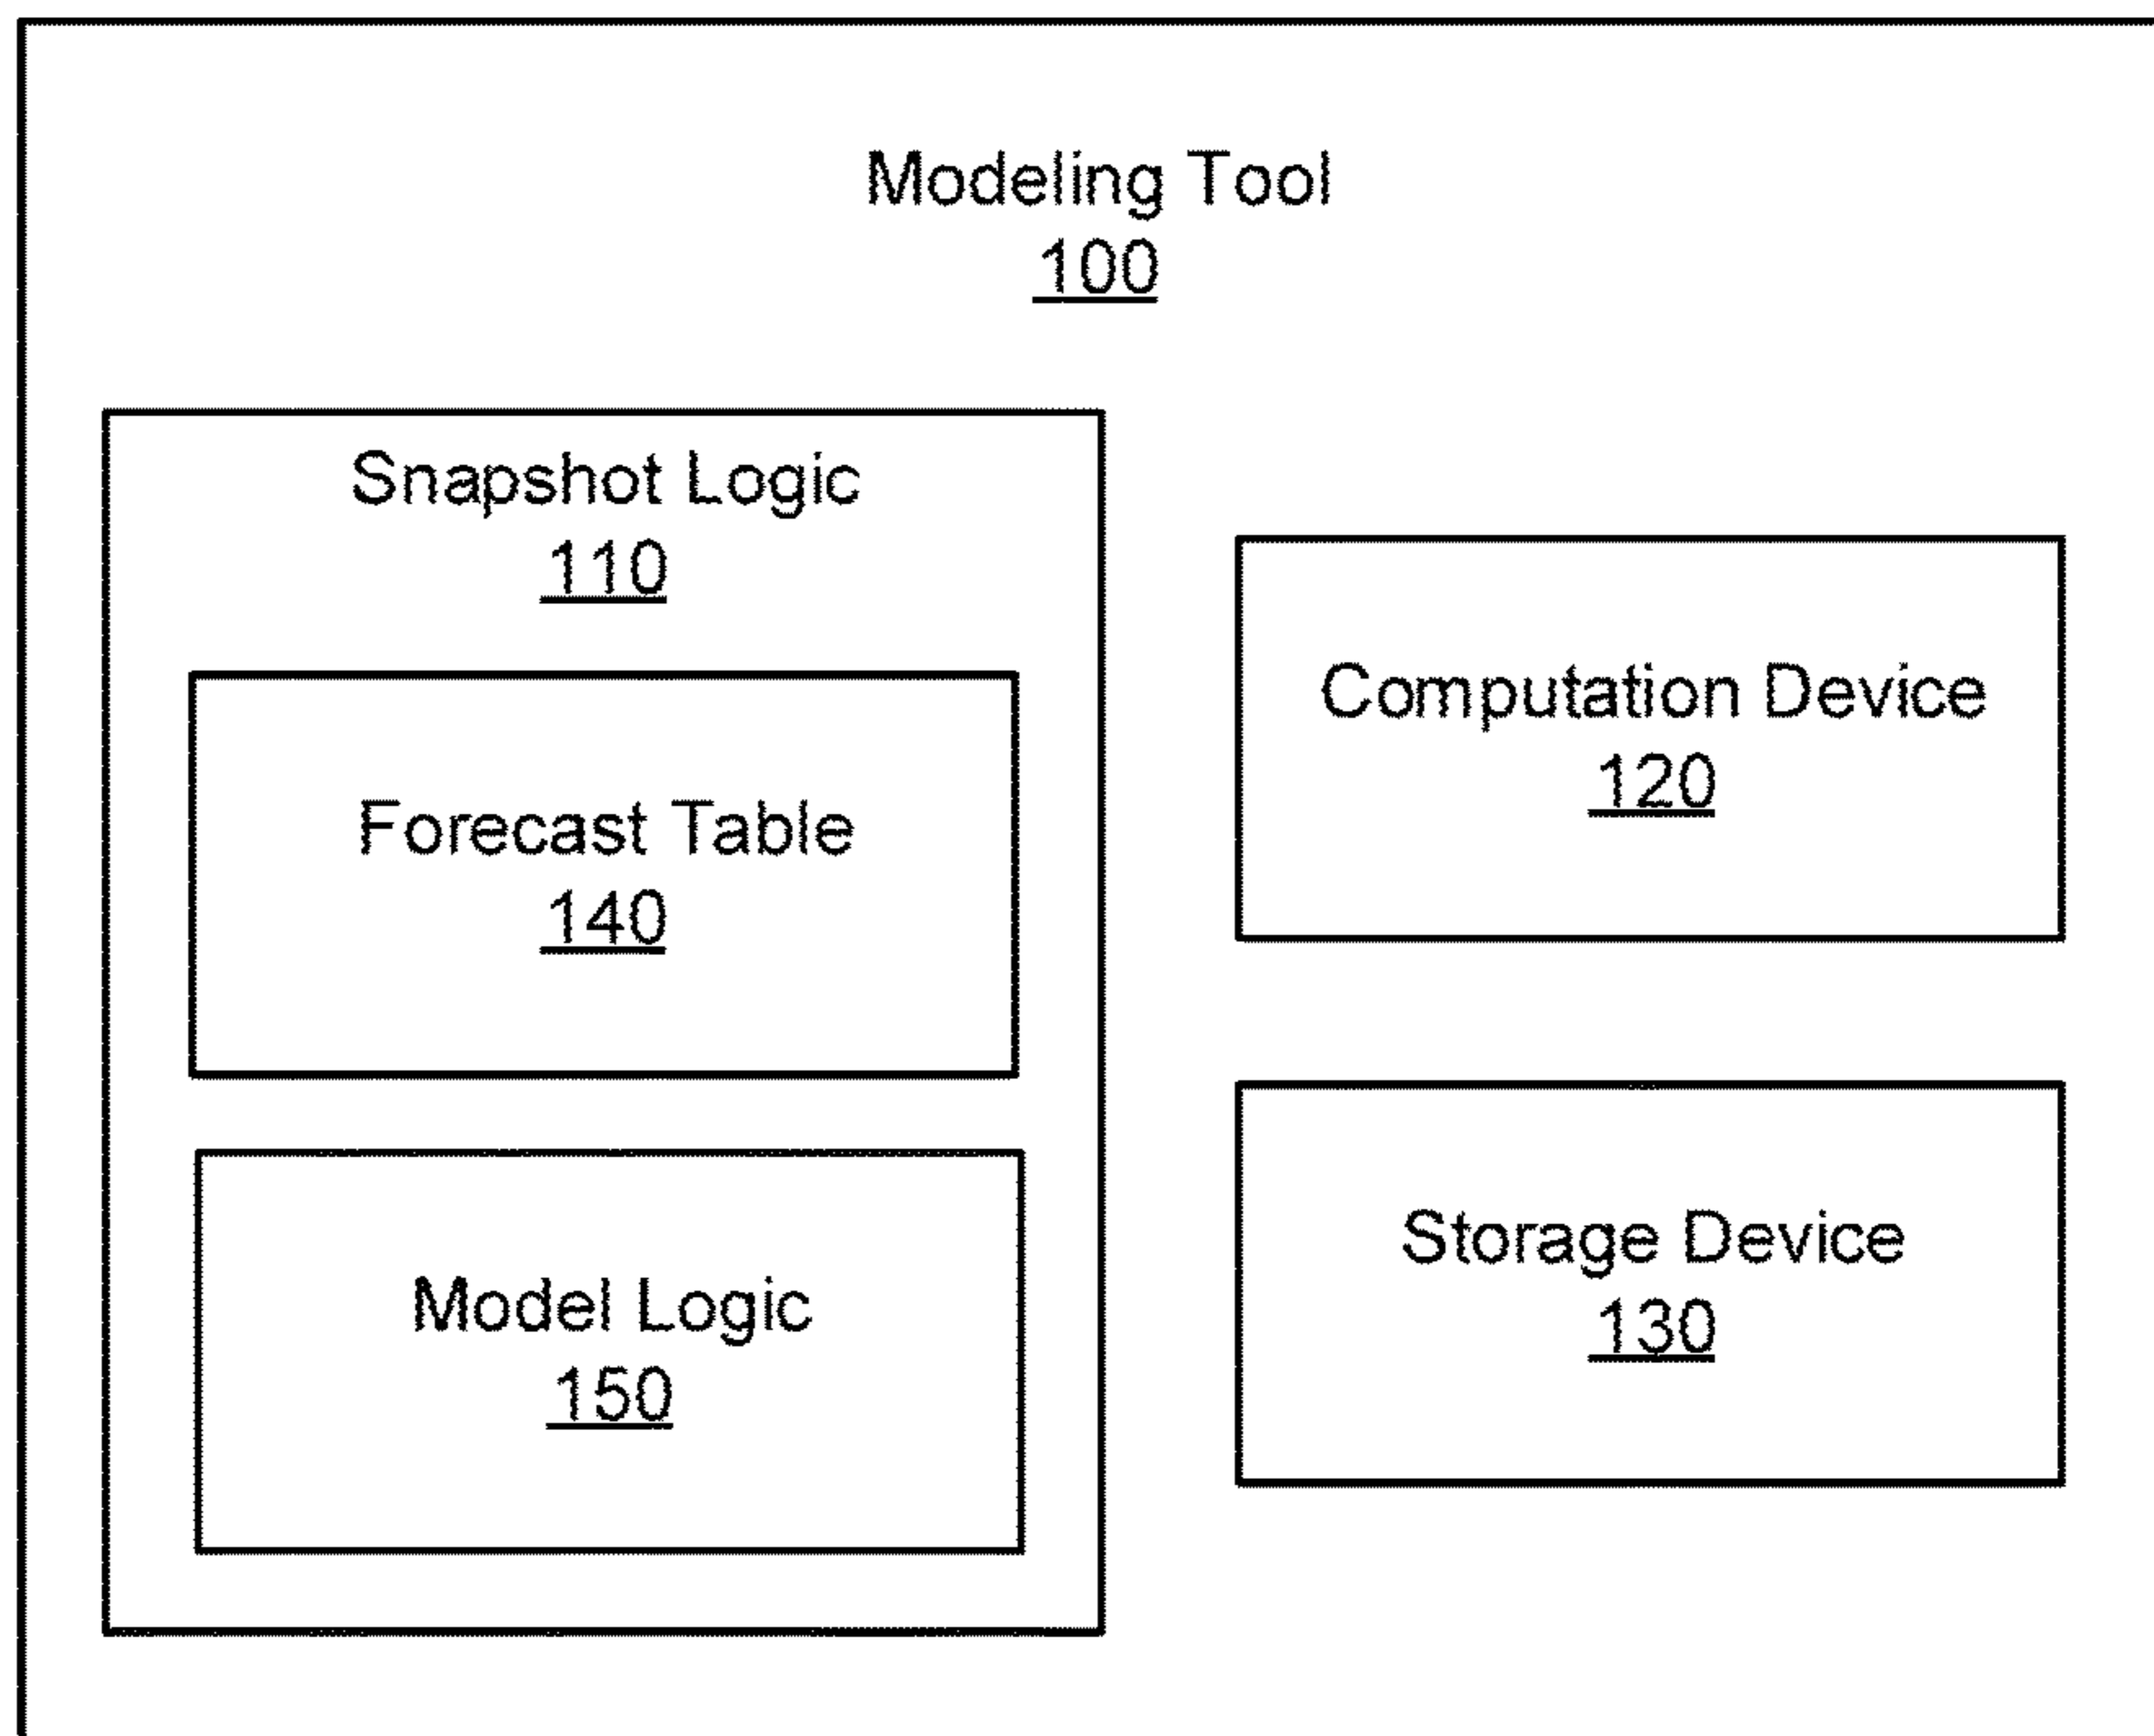 Modeling Tool
100
Snapshot Logic
110
Forecast Table
140
Model Logic
150
Computation Device
120
Storage Device
130